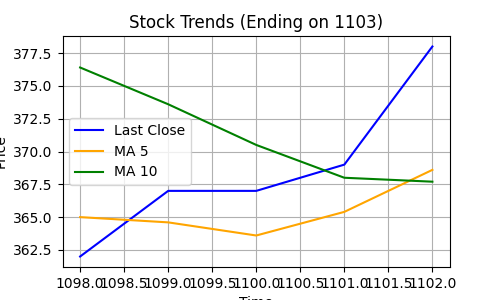 Stock Trends (Ending on 1103)
377.5
375.0
372.5
370.0
367.5
365.0
362.5
Price
Last Close
MA 5
MA 10
1098.0 1098.5 1099.0 1099.5 1100.0 1100.5 1101.0 1101.5 1102.0
Time